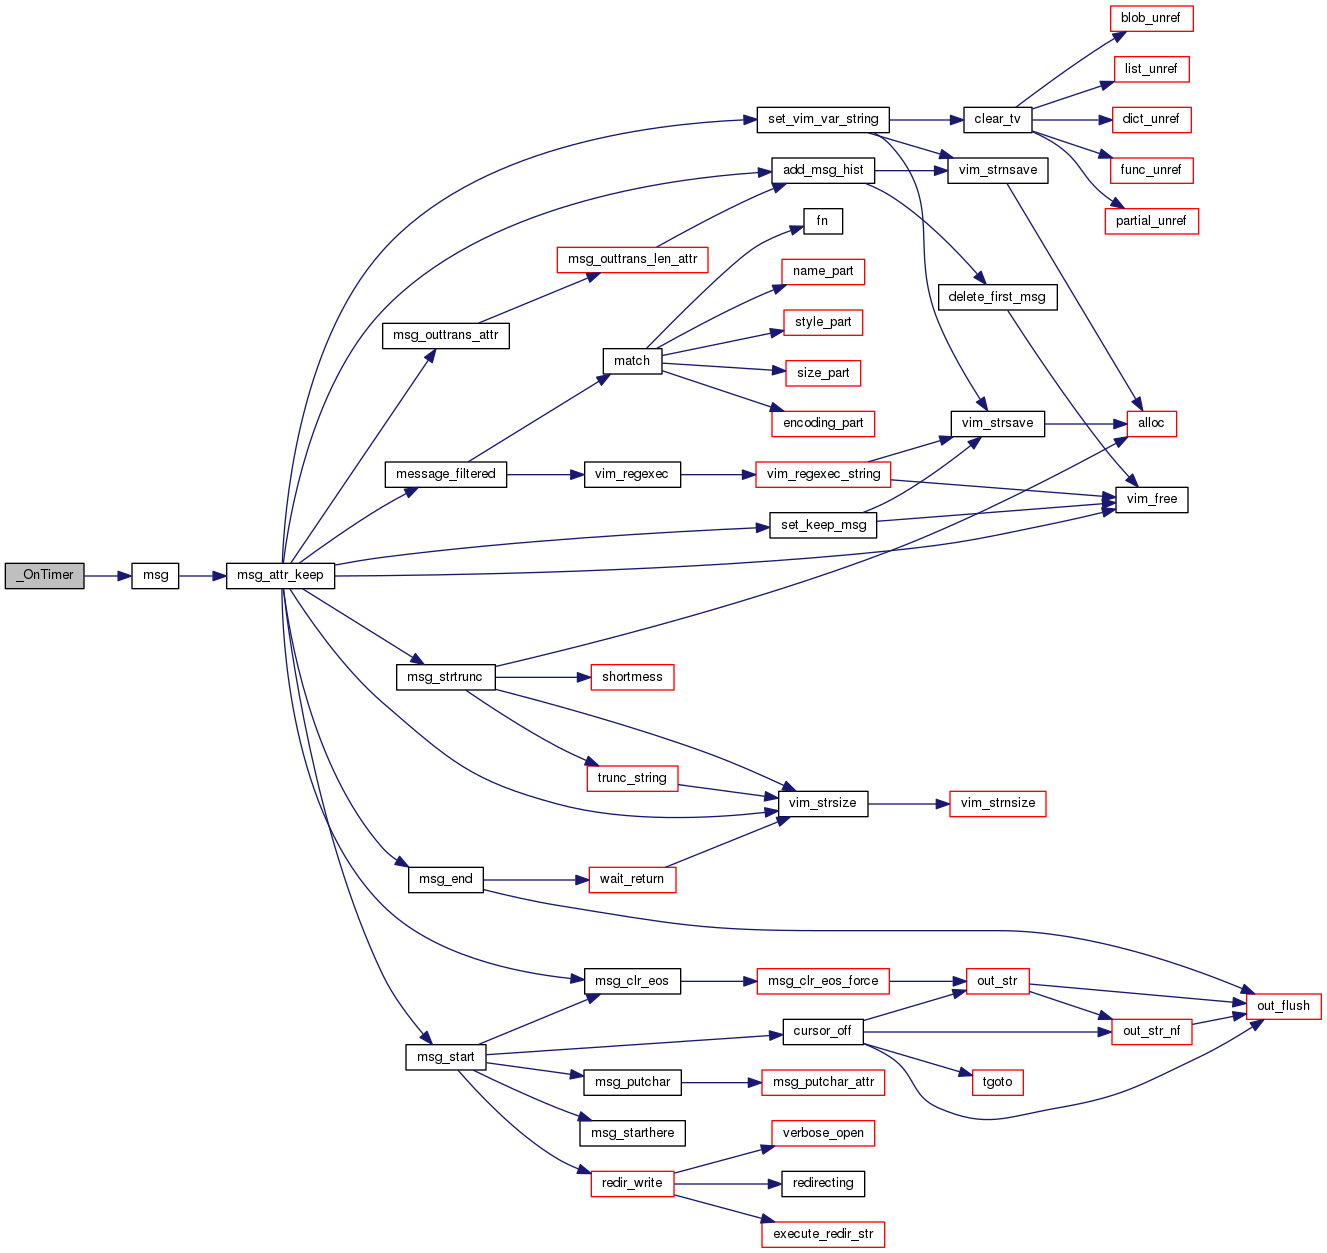 blob_unref
list_unref
set_vim_var_string
clear_tv
dict_unref
add_msg_hist
vim_strnsave
func_unref
fn
partial_unref
msg_outtrans_len_attr
name_part
delete_first_msg
msg_outtrans_attr
style_part
match
size_part
encoding_part
vim_strsave
alloc
message_filtered
vim_regexec
vim_regexec_string
vim_free
set_keep_msg
_OnTimer
msg
msg_attr_keep
msg_strtrunc
shortmess
trunc_string
vim_strsize
vim_strnsize
msg_end
wait_return
msg_clr_eos
msg_clr_eos_force
out_str
out_flush
cursor_off
out_str_nf
msg_start
msg_putchar
msg_putchar_attr
tgoto
msg_starthere
verbose_open
redir_write
redirecting
execute_redir_str